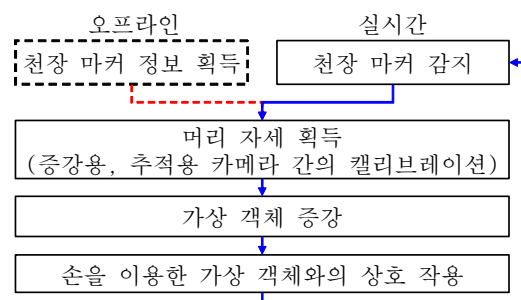 오프라인
실시간
천장 마커 정보 획득
천장 마커 감지
머리 자세 획득
(증강용, 추적용 카메라 간의 캘리브레이션)
가상 객체 증강
손을 이용한 가상 객체와의 상호 작용